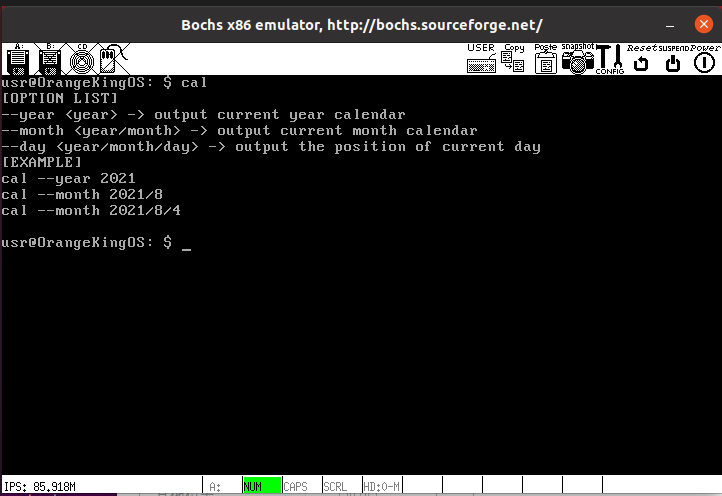 Bochs x86 emulator, http://bochs.sourceforge.net/
A: B: CD USER Copy Paste snapshot CONFIG Reset SUSPEND Power
usr@OrangeKingOS: $ cal
[OPTION LIST]
--year <year> -> output current year calendar
--month <year/month> -> output current month calendar
--day <year/month/day> -> output the position of current day
[EXAMPLE]
cal --year 2021
cal --month 2021/8
cal --month 2021/8/4
usr@OrangeKingOS: $ _
IPS: 85.918M A: NUM CAPS SCRL HD:0-M